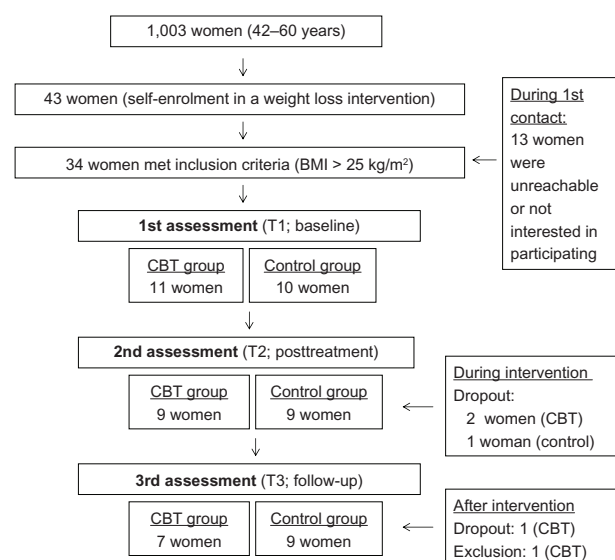 1,003 women (42–60 years)
43 women (self-enrolment in a weight loss intervention)
34 women met inclusion criteria (BMI > 25 kg/m²)
During 1st
contact:
13 women
were
unreachable
or not
interested in
participating
1st assessment (T1; baseline)
CBT group
11 women
Control group
10 women
2nd assessment (T2; posttreatment)
CBT group
9 women
Control group
9 women
During intervention
Dropout:
2 women (CBT)
1 woman (control)
3rd assessment (T3; follow-up)
CBT group
7 women
Control group
9 women
After intervention
Dropout: 1 (CBT)
Exclusion: 1 (CBT)